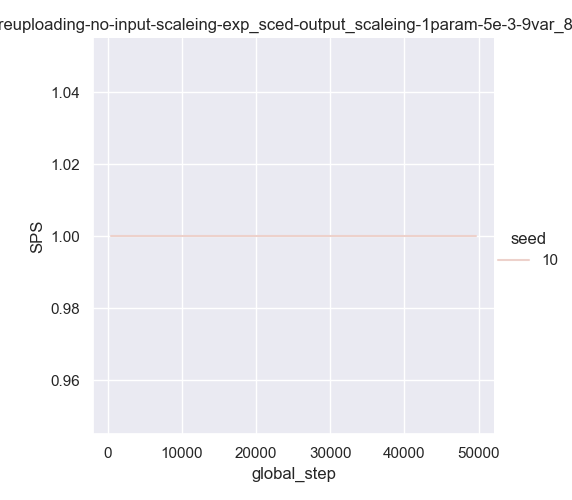 reuploading-no-input-scaleing-exp_sced-output_scaleing-1param-5e-3-9var_8
1.04
1.02
1.00
0.98
0.96
SPS
seed
10
0 10000 20000 30000 40000 50000
global_step